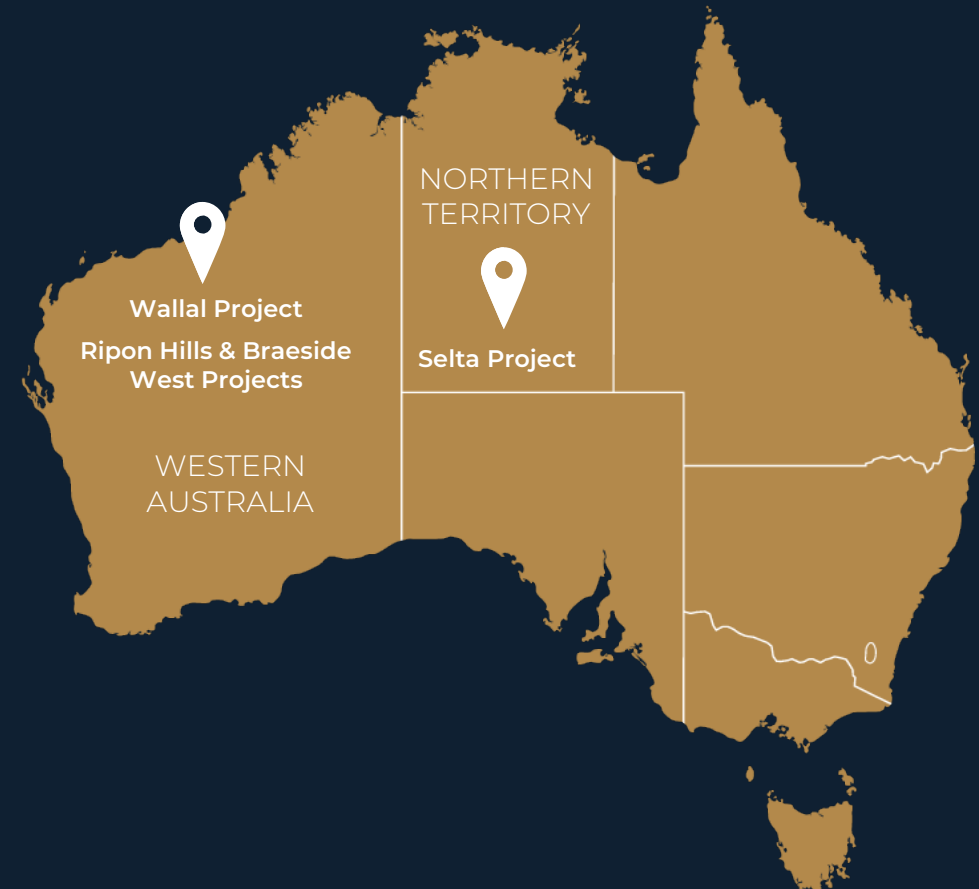 NORTHERN
TERRITORY
Wallal Project
Ripon Hills & Braeside
West Projects
Selta Project
WESTERN
AUSTRALIA